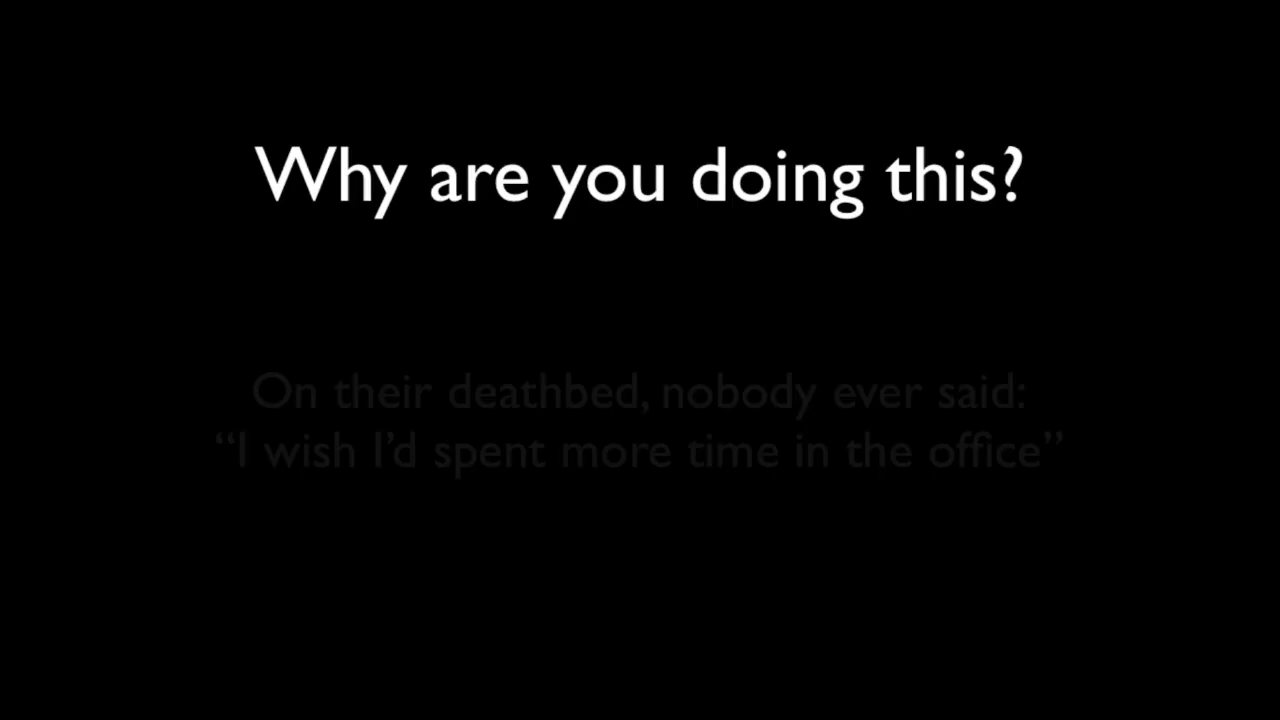 Why are you doing this?
On their deathbed, nobody ever said:
“I wish I’d spent more time in the office”